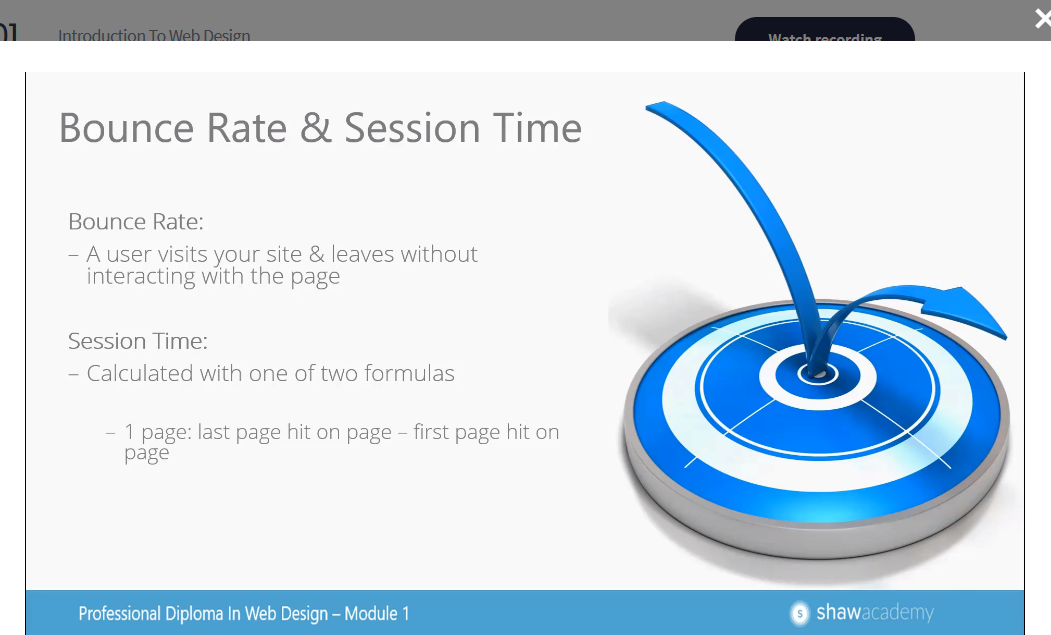 01
Introduction To Web Design
Watch recording
Bounce Rate & Session Time
Bounce Rate:
– A user visits your site & leaves without
interacting with the page
Session Time:
– Calculated with one of two formulas
– 1 page: last page hit on page – first page hit on
page
Professional Diploma In Web Design – Module 1
s shawacademy